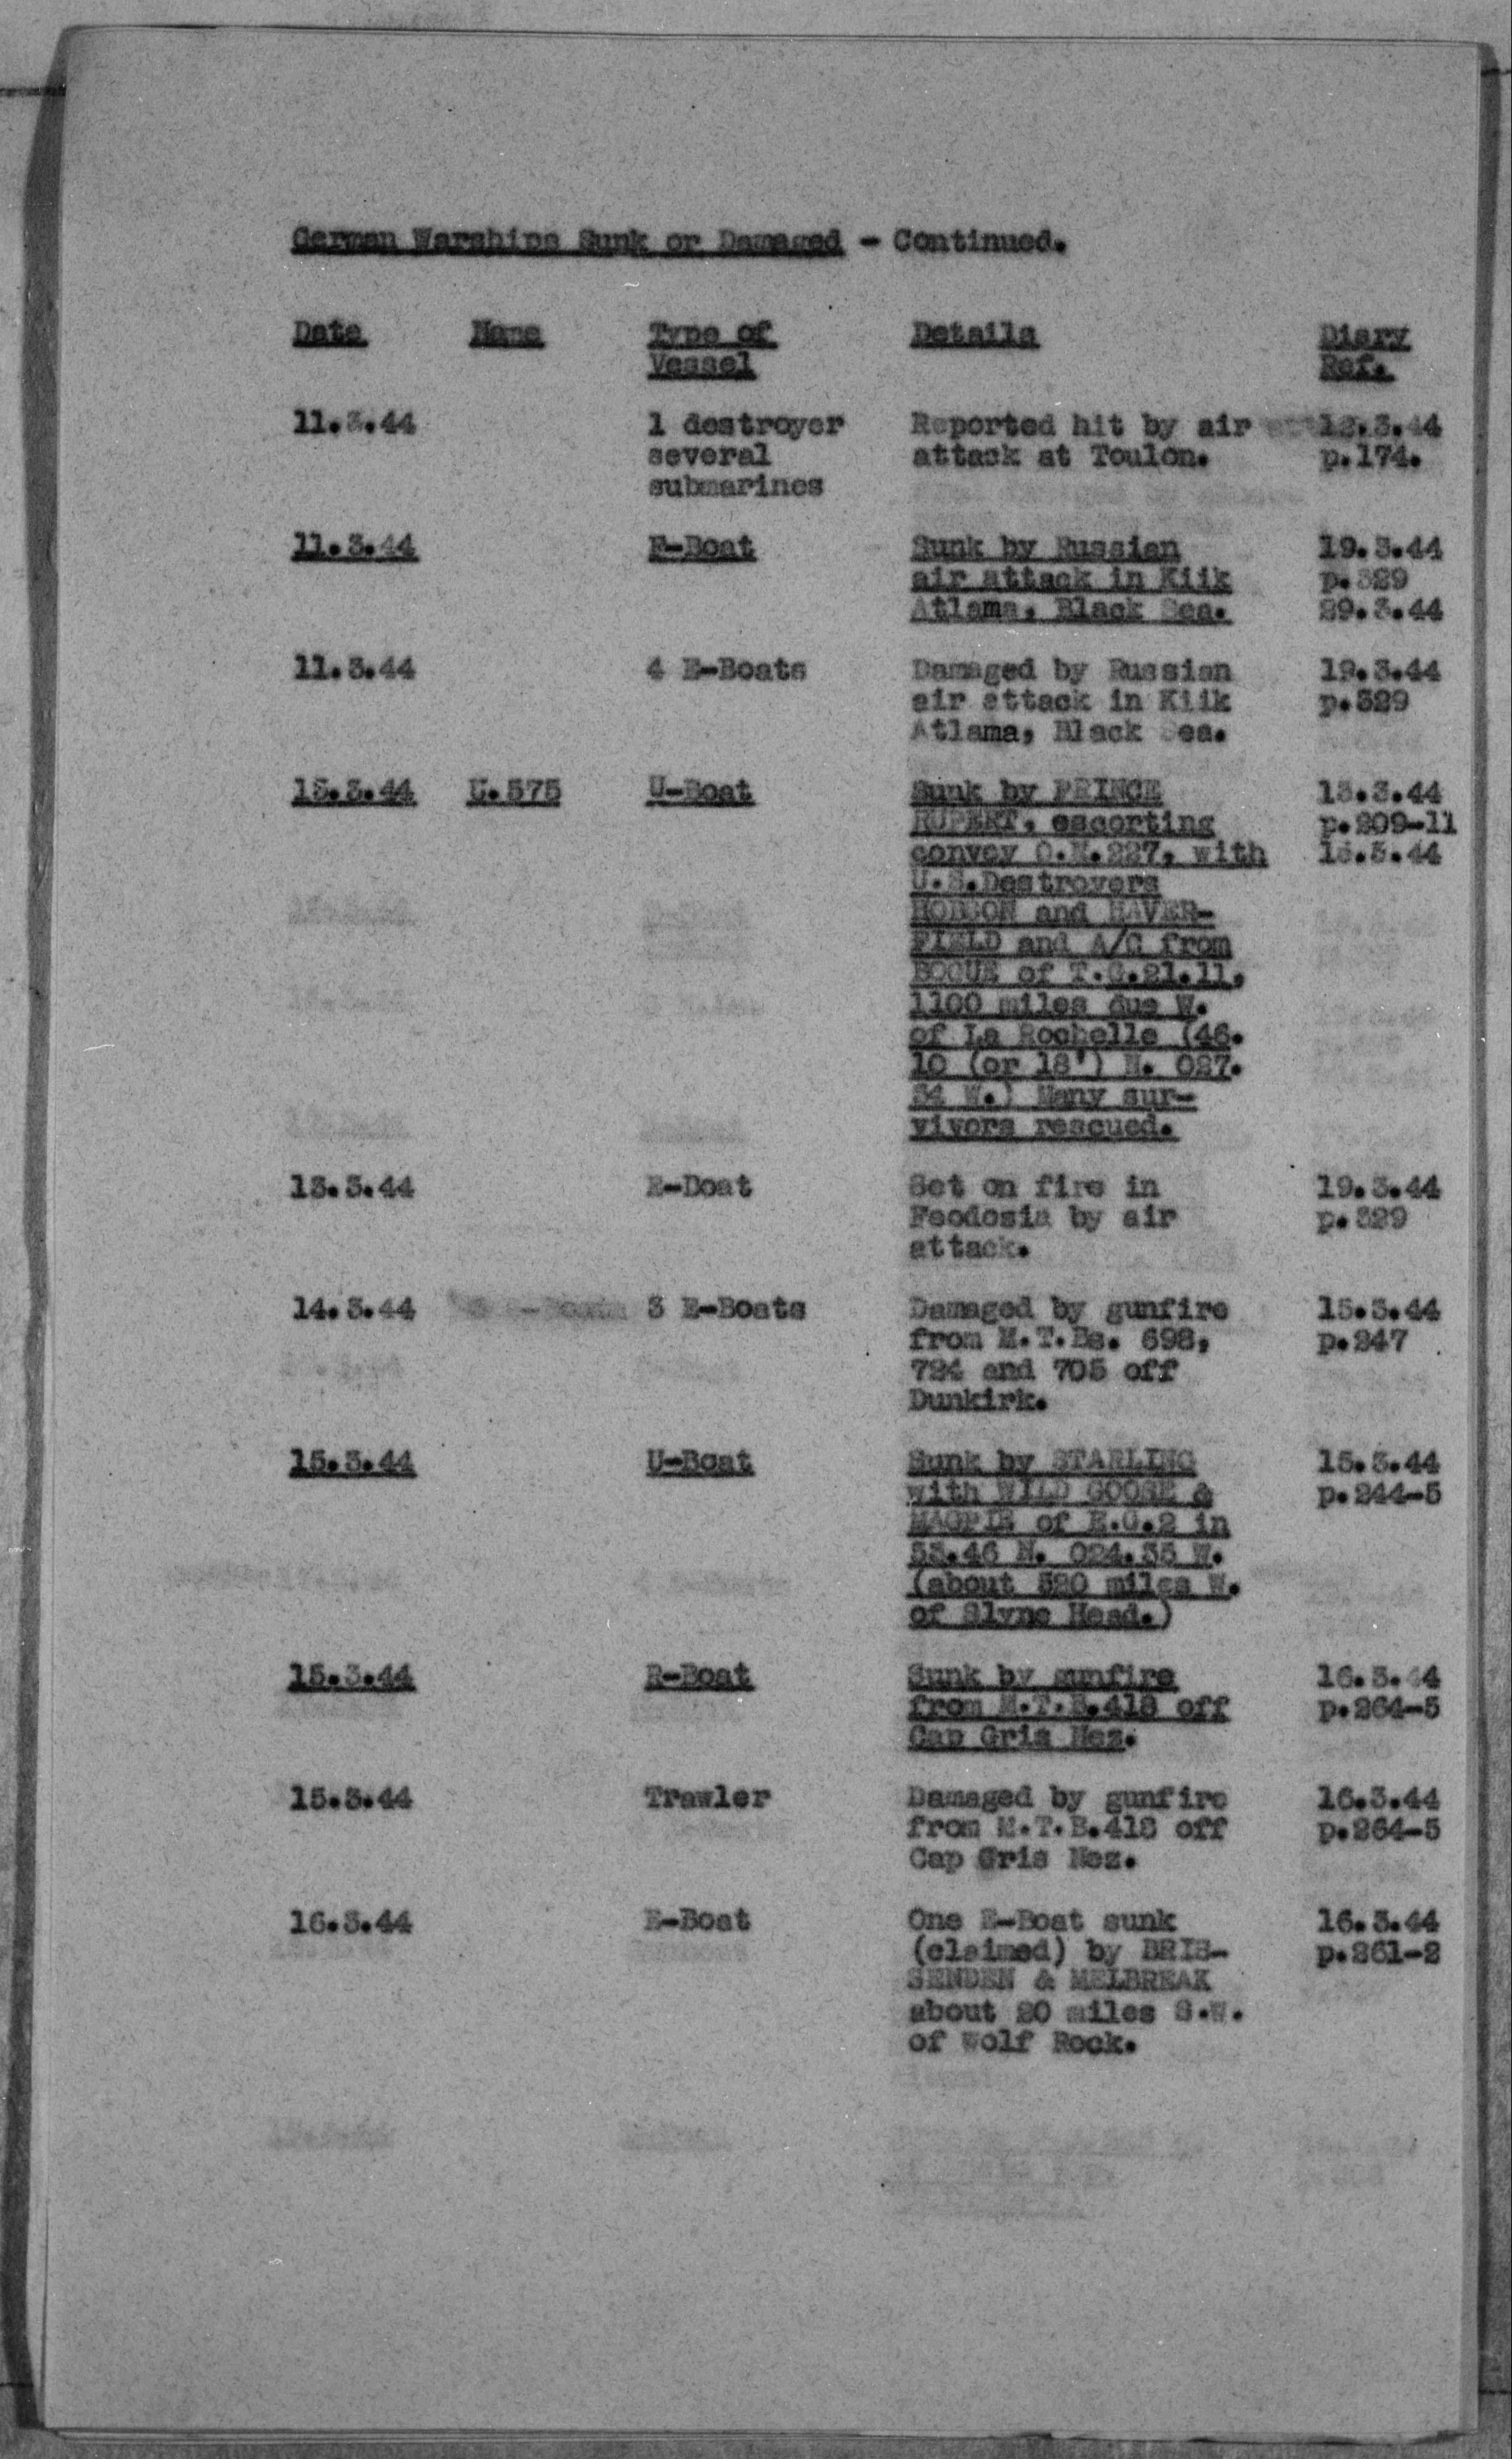 German Warships Sunk or Damaged - Continued.
Date Name Type of Vessel Details Diary Ref.
11.3.44 1 destroyer Reported hit by air 12.3.44
several attack at Toulon. p.174.
submarines
11.3.44 Sunk by Russian 19.3.44
air attack in Kiik p.329
Atlama, Black Sea. 29.3.44
11.3.44 4 E-Boats Damaged by Russian 19.3.44
air attack in Kiik p.329
Atlama, Black Sea.
13.3.44 U.575 U-Boat Sunk by PRINCE 13.3.44
RUPERT, escorting p.209-11
convoy O.N.227, with
U.S.Destroyers
HOBSON and HAVER-
FIELD and A/C from
BOGUE of T.G.21.11,
1100 miles due W.
of La Rochelle (46.
10 (or 18') N. 027.
34 W.) Many sur-
vivors rescued.
13.3.44 E-Boat Set on fire in 19.3.44
Feodosia by air p.329
attack.
14.3.44 3 E-Boats Damaged by gunfire 15.3.44
from M.T.Bs. 698, p.247
724 and 705 off
Dunkirk.
15.3.44 U-Boat Sunk by STARLING 15.3.44
with WILD GOOSE & p.244-5
MAGPIE of E.G.2 in
53.46 N. 024.35 W.
(about 520 miles W.
of Slyne Head.)
15.3.44 R-Boat Sunk by gunfire 16.3.44
from M.T.B.418 off p.264-5
Cap Gris Nez.
15.3.44 Trawler Damaged by gunfire 16.3.44
from M.T.B.418 off p.264-5
Cap Gris Nez.
16.3.44 E-Boat One E-Boat sunk 16.3.44
(claimed) by BRIS- p.261-2
SENDEN & MELBREAK
about 20 miles S.W.
of Wolf Rock.